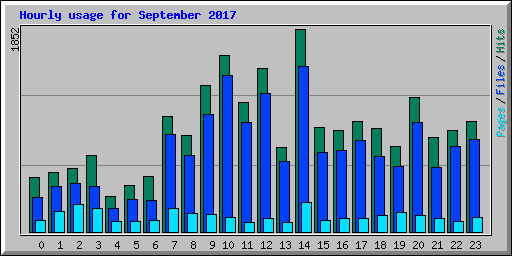 Hourly usage for September 2017
1852
Pages/Files/Hits
0 1 2 3 4 5 6 7 8 9 10 11 12 13 14 15 16 17 18 19 20 21 22 23